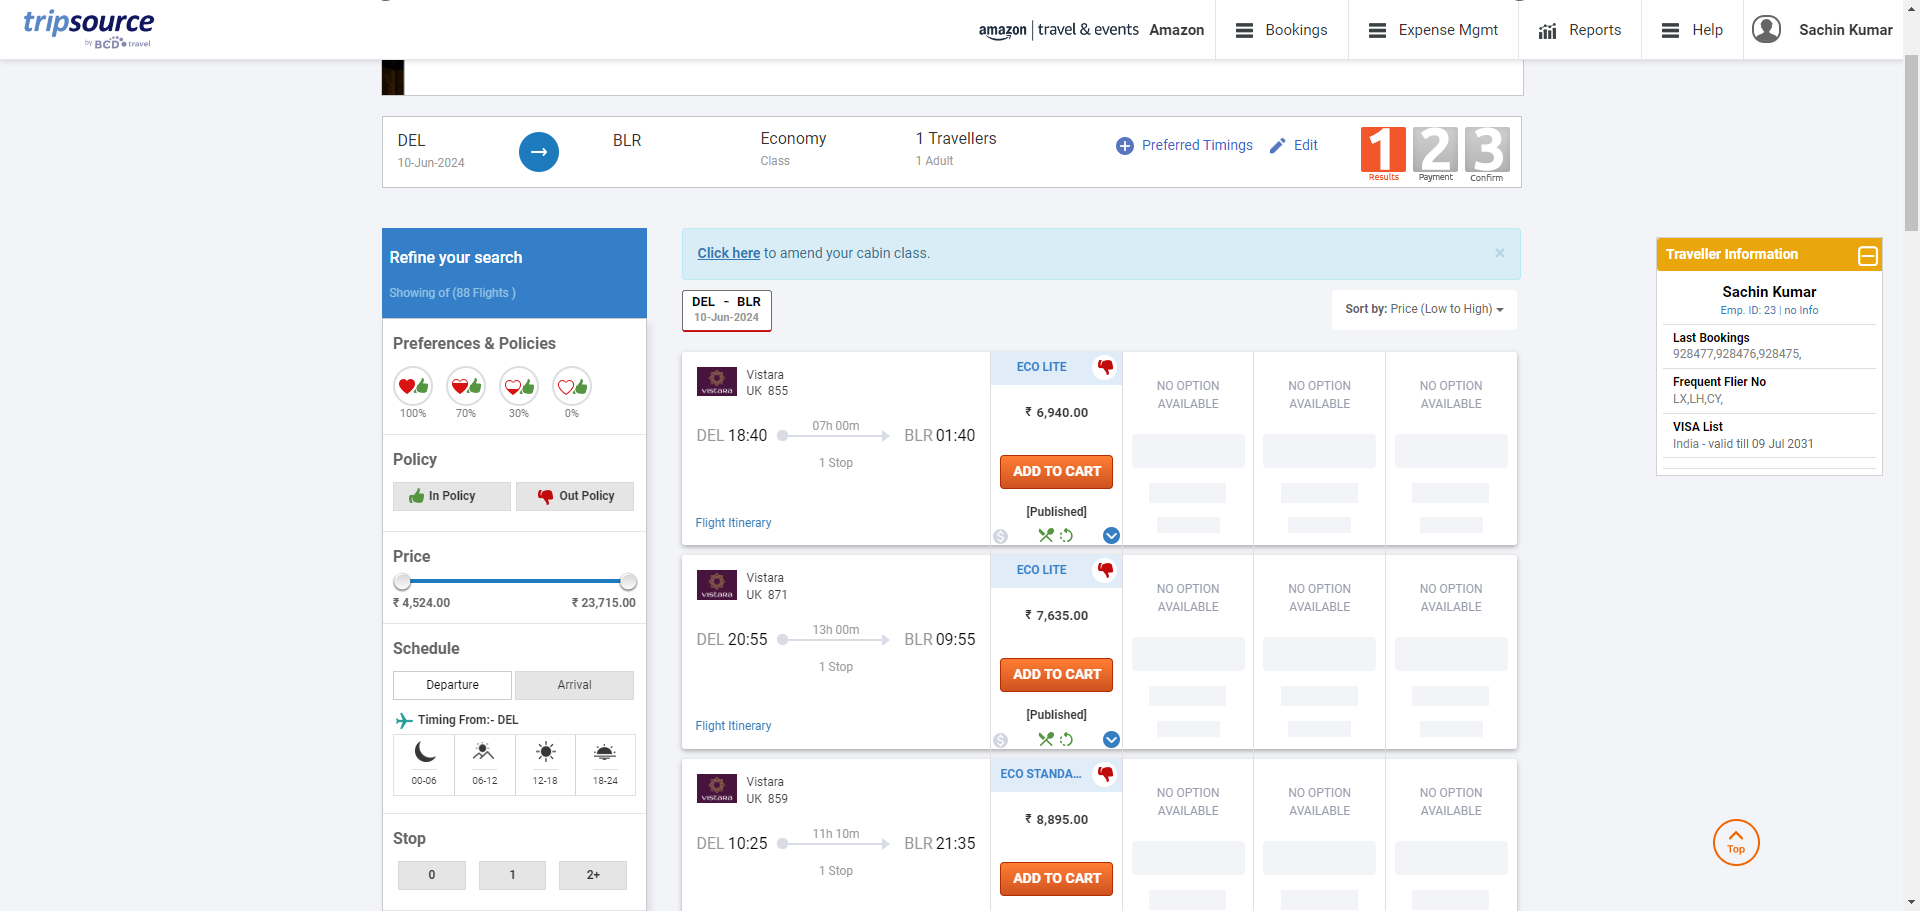 tripsource
by BCD travel
amazon travel & events Amazon
Bookings
Expense Mgmt
Reports
Help
Sachin Kumar
DEL
10-Jun-2024
BLR
Economy
Class
1 Travellers
1 Adult
Preferred Timings
Edit
1 2 3
Results Payment Confirm
Refine your search
Showing of (88 Flights )
Preferences & Policies
100% 70% 30% 0%
Policy
In Policy Out Policy
Price
₹ 4,524.00 ₹ 23,715.00
Schedule
Departure Arrival
Timing From:- DEL
00-06 06-12 12-18 18-24
Stop
0 1 2+
Click here to amend your cabin class. ×
DEL - BLR
10-Jun-2024
Sort by: Price (Low to High)
VISTARA
Vistara
UK 855
DEL 18:40 07h 00m BLR 01:40
1 Stop
Flight Itinerary
ECO LITE
₹ 6,940.00
ADD TO CART
[Published]
$
NO OPTION
AVAILABLE
NO OPTION
AVAILABLE
NO OPTION
AVAILABLE
VISTARA
Vistara
UK 871
DEL 20:55 13h 00m BLR 09:55
1 Stop
Flight Itinerary
ECO LITE
₹ 7,635.00
ADD TO CART
[Published]
$
NO OPTION
AVAILABLE
NO OPTION
AVAILABLE
NO OPTION
AVAILABLE
VISTARA
Vistara
UK 859
DEL 10:25 11h 10m BLR 21:35
1 Stop
ECO STANDA...
₹ 8,895.00
ADD TO CART
NO OPTION
AVAILABLE
NO OPTION
AVAILABLE
NO OPTION
AVAILABLE
Traveller Information
Sachin Kumar
Emp. ID: 23 | no Info
Last Bookings
928477,928476,928475,
Frequent Flier No
LX,LH,CY,
VISA List
India - valid till 09 Jul 2031
Top